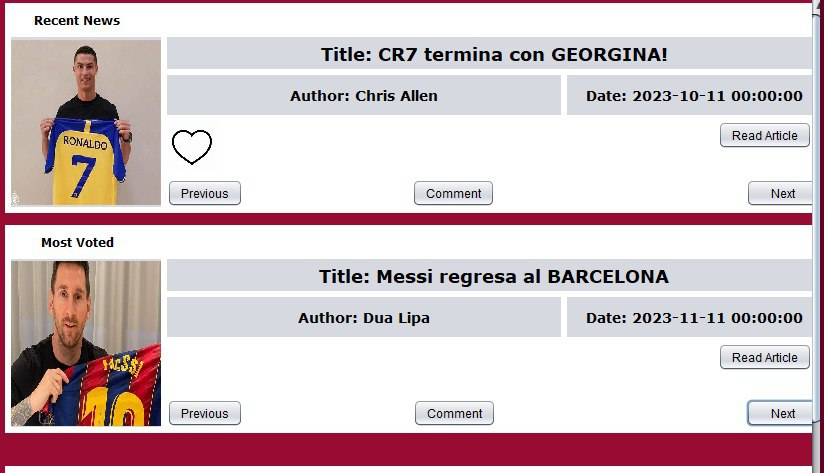 Recent News
Title: CR7 termina con GEORGINA!
Author: Chris Allen
Date: 2023-10-11 00:00:00
RONALDO
7
Read Article
Previous
Comment
Next
Most Voted
Title: Messi regresa al BARCELONA
Author: Dua Lipa
Date: 2023-11-11 00:00:00
MESSI
10
Read Article
Previous
Comment
Next